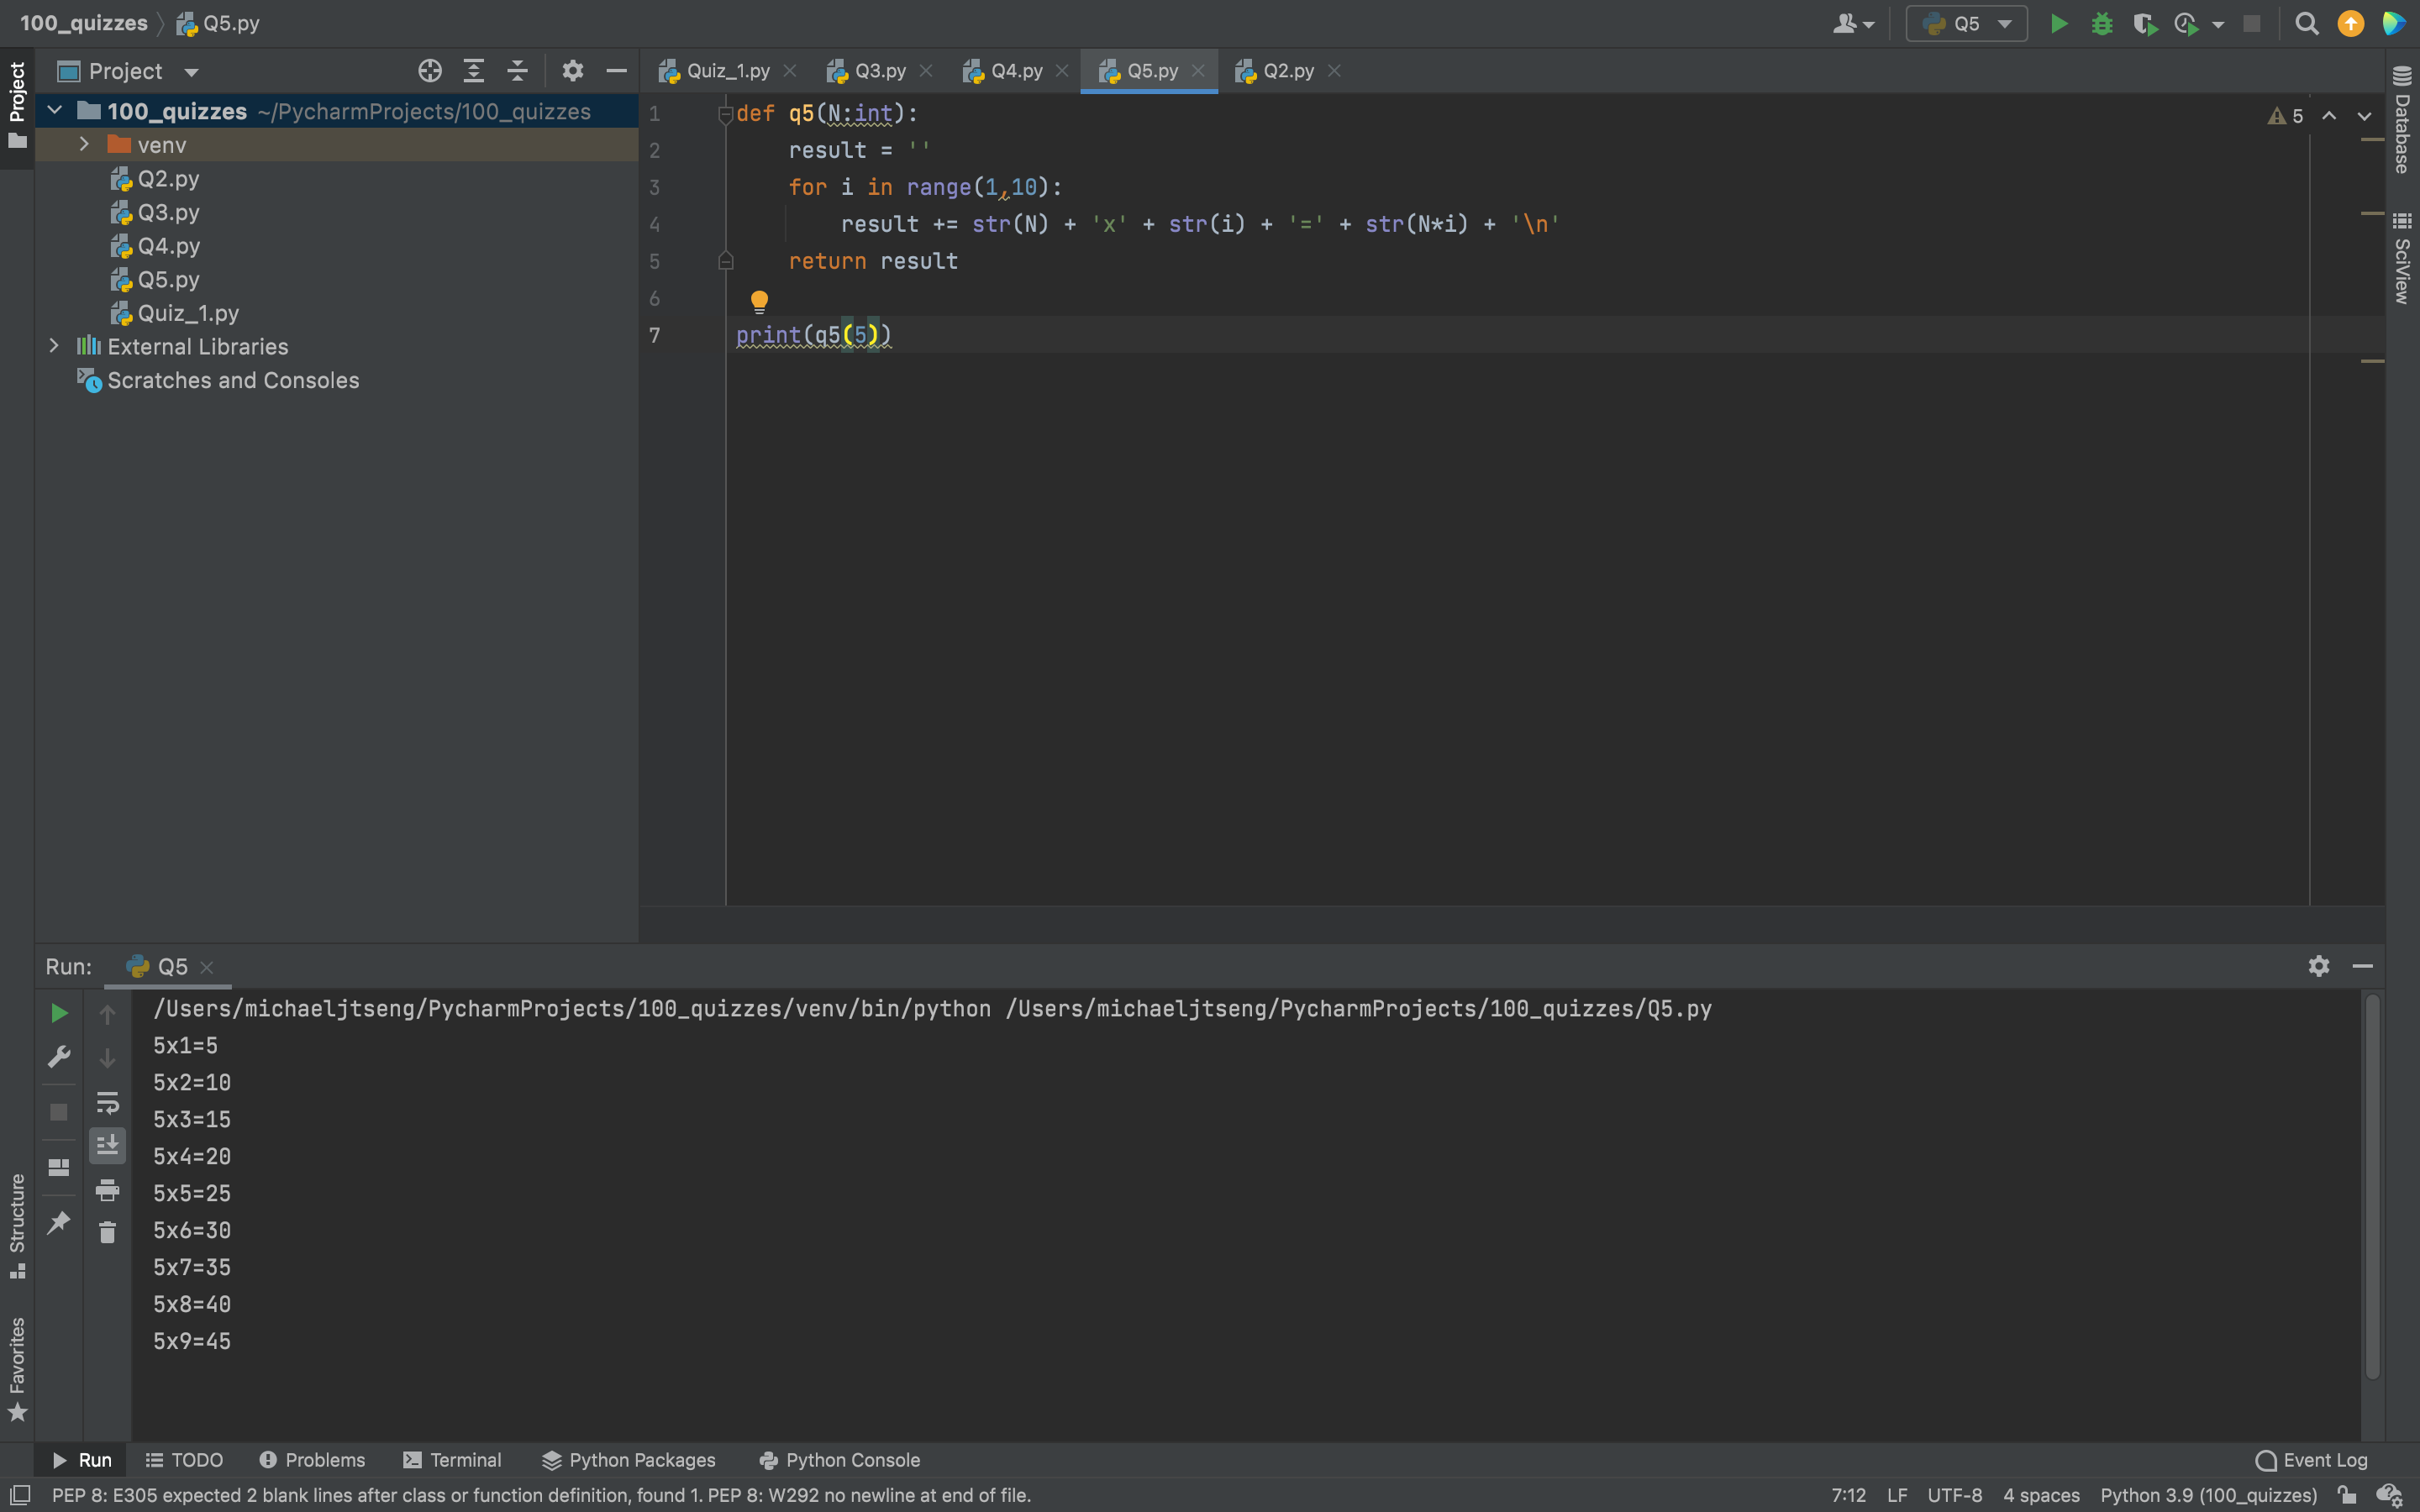 100_quizzes Q5.py
Q5
Project
Quiz_1.py Q3.py Q4.py Q5.py Q2.py
Project
100_quizzes ~/PycharmProjects/100_quizzes
venv
Q2.py
Q3.py
Q4.py
Q5.py
Quiz_1.py
External Libraries
Scratches and Consoles
1 def q5(N:int):
2 result = ''
3 for i in range(1,10):
4 result += str(N) + 'x' + str(i) + '=' + str(N*i) + '\n'
5 return result
6
7 print(q5(5))
5
Database
SciView
Run: Q5
/Users/michaeljtseng/PycharmProjects/100_quizzes/venv/bin/python /Users/michaeljtseng/PycharmProjects/100_quizzes/Q5.py
5x1=5
5x2=10
5x3=15
5x4=20
5x5=25
5x6=30
5x7=35
5x8=40
5x9=45
Structure
Favorites
Run TODO Problems Terminal Python Packages Python Console Event Log
PEP 8: E305 expected 2 blank lines after class or function definition, found 1. PEP 8: W292 no newline at end of file. 7:12 LF UTF-8 4 spaces Python 3.9 (100_quizzes)